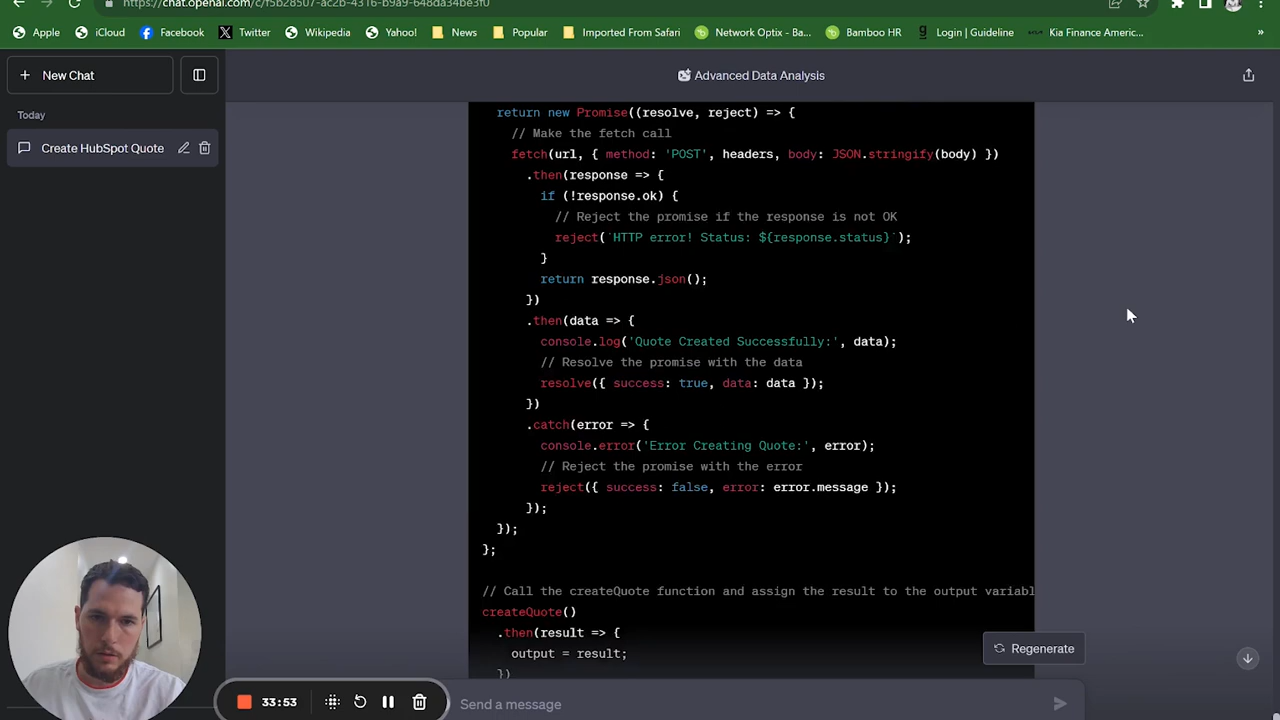 https://chat.openai.com/c/f5b28507-ac2b-4316-b9a9-648da34be3f0
Apple iCloud Facebook Twitter Wikipedia Yahoo! News Popular Imported From Safari Network Optix - Ba... Bamboo HR Login | Guideline Kia Finance Americ... »
New Chat
Advanced Data Analysis
Today
Create HubSpot Quote
return new Promise((resolve, reject) => {
// Make the fetch call
fetch(url, { method: 'POST', headers, body: JSON.stringify(body) })
.then(response => {
if (!response.ok) {
// Reject the promise if the response is not OK
reject(`HTTP error! Status: ${response.status}`);
}
return response.json();
})
.then(data => {
console.log('Quote Created Successfully:', data);
// Resolve the promise with the data
resolve({ success: true, data: data });
})
.catch(error => {
console.error('Error Creating Quote:', error);
// Reject the promise with the error
reject({ success: false, error: error.message });
});
});
};
// Call the createQuote function and assign the result to the output variabl
createQuote()
.then(result => {
output = result;
})
Regenerate
33:53
Send a message